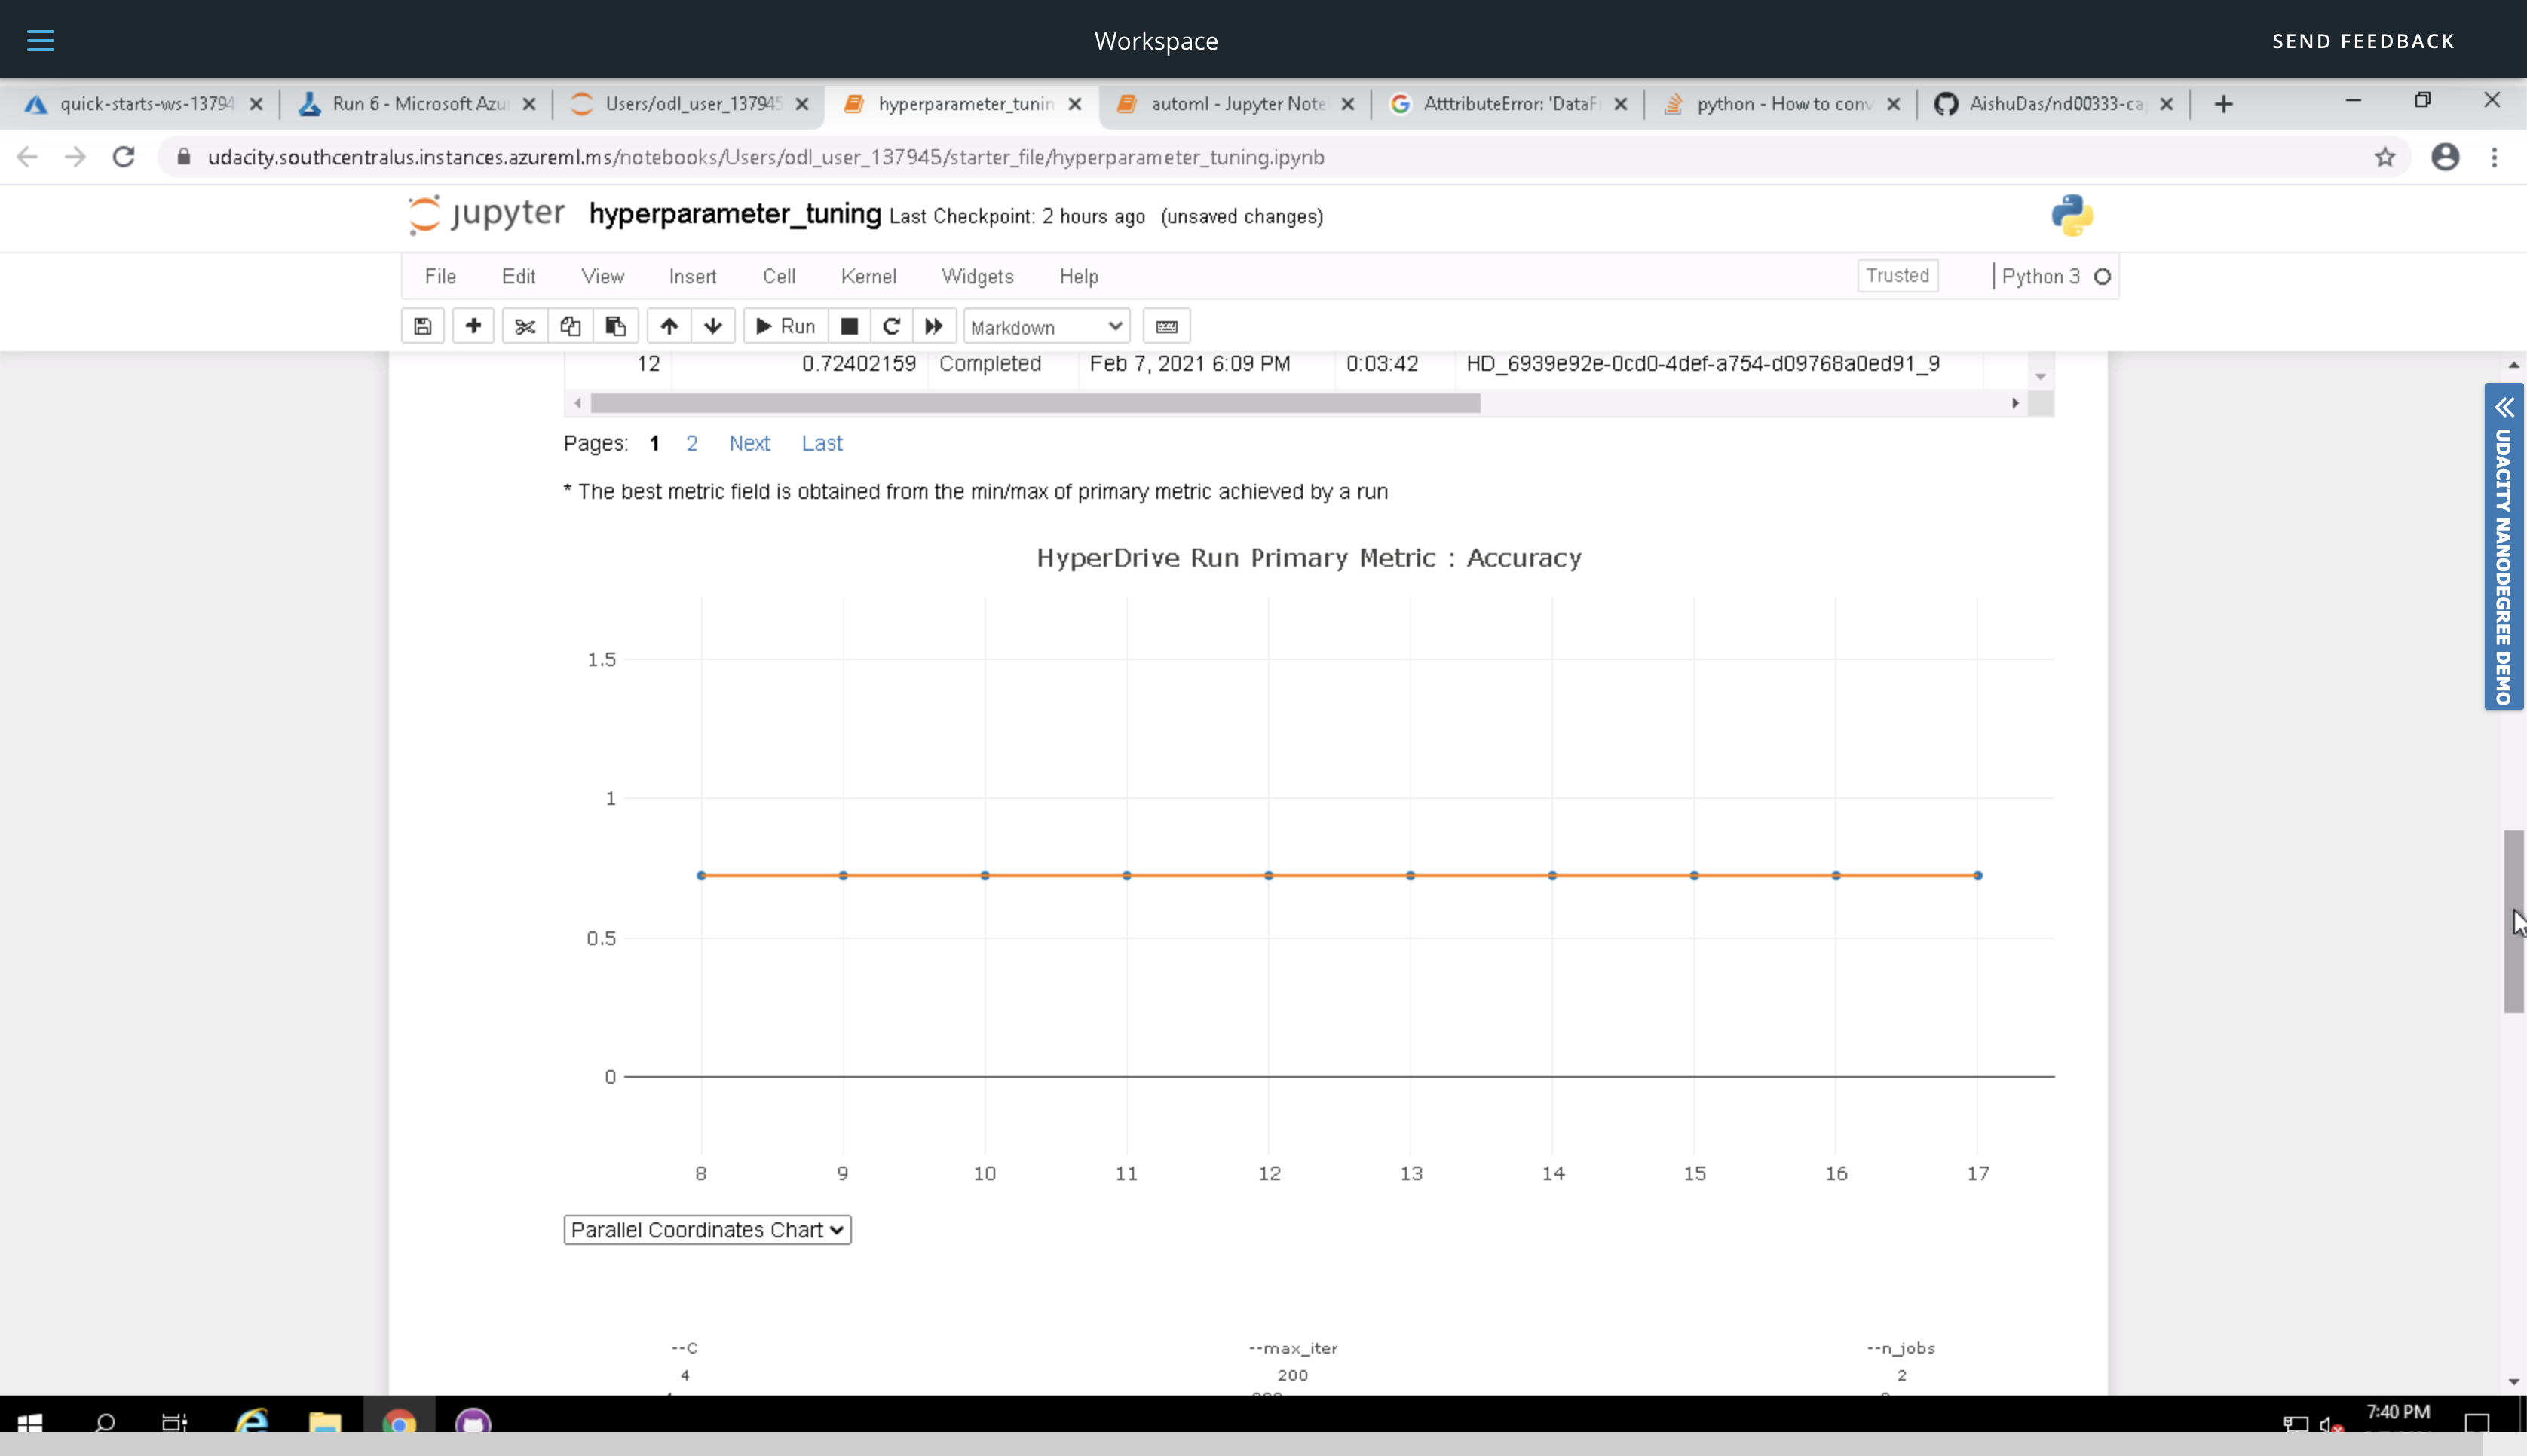 Workspace
SEND FEEDBACK
quick-starts-ws-13794
Run 6 - Microsoft Azu
Users/odl_user_137945
hyperparameter_tunin
automl - Jupyter Note
AtttributeError: 'DataF
python - How to conv
AishuDas/nd00333-ca
udacity.southcentralus.instances.azureml.ms/notebooks/Users/odl_user_137945/starter_file/hyperparameter_tuning.ipynb
jupyter hyperparameter_tuning Last Checkpoint: 2 hours ago (unsaved changes)
File Edit View Insert Cell Kernel Widgets Help Trusted Python 3
Run Markdown
12 0.72402159 Completed Feb 7, 2021 6:09 PM 0:03:42 HD_6939e92e-0cd0-4def-a754-d09768a0ed91_9
UDACITY NANODEGREE DEMO
Pages: 1 2 Next Last
* The best metric field is obtained from the min/max of primary metric achieved by a run
HyperDrive Run Primary Metric : Accuracy
1.5
1
0.5
0
8 9 10 11 12 13 14 15 16 17
Parallel Coordinates Chart
--C --max_iter --n_jobs
4 200 2
7:40 PM